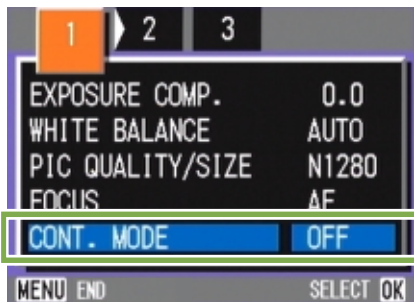 1 2 3
EXPOSURE COMP. 0.0
WHITE BALANCE AUTO
PIC QUALITY/SIZE N1280
FOCUS AF
CONT. MODE OFF
MENU END SELECT OK